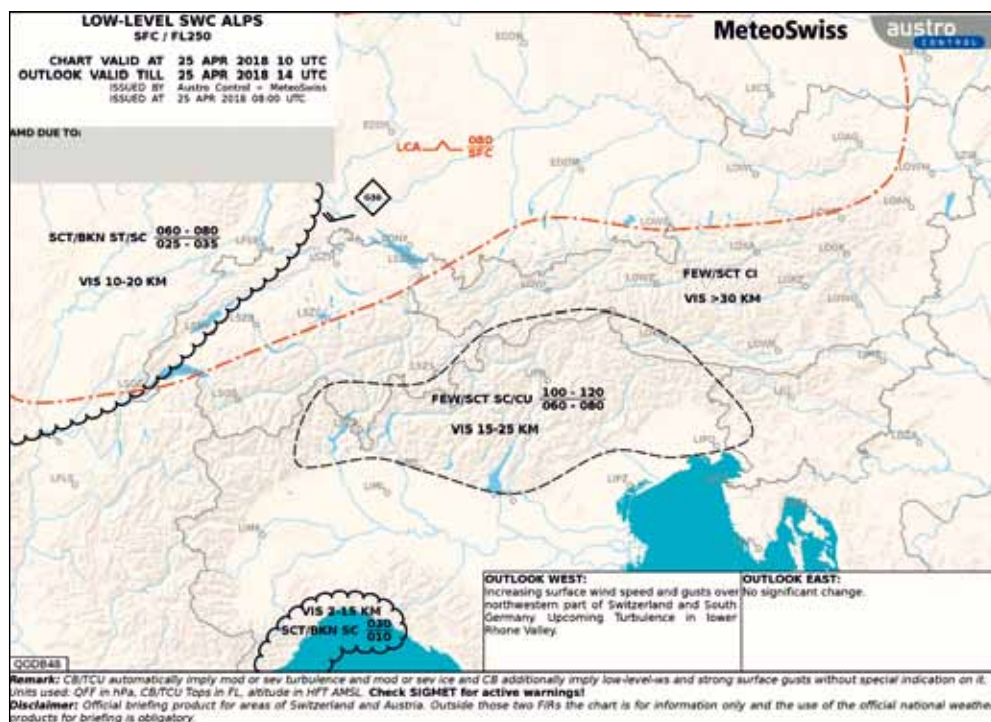 LOW-LEVEL SWC ALPS
SFC / FL250
CHART VALID AT 25 APR 2018 10 UTC
OUTLOOK VALID TILL 25 APR 2018 14 UTC
ISSUED BY Austro Control - MeteoSwiss
ISSUED AT 25 APR 2018 08:00 UTC
AMD DUE TO:
MeteoSwiss
austro
CONTROL
LCA 080
SFC
G30
SCT/BKN ST/SC 060 - 080
025 - 035
VIS 10-20 KM
FEW/SCT CI
VIS >30 KM
FEW/SCT SC/CU 100 - 120
060 - 080
VIS 15-25 KM
VIS 2-15 KM
SCT/BKN SC 030
010
OUTLOOK WEST:
Increasing surface wind speed and gusts over
northwestern part of Switzerland and South
Germany Upcoming Turbulence in lower
Rhone Valley.
OUTLOOK EAST:
No significant change.
QGDB48
Remark: CB/TCU automatically imply mod or sev turbulence and mod or sev ice and CB additionally imply low-level-ws and strong surface gusts without special indication on it.
Units used: QFF in hPa, CB/TCU Tops in FL, altitude in HFT AMSL. Check SIGMET for active warnings!
Disclaimer: Official briefing product for areas of Switzerland and Austria. Outside those two FIRs the chart is for information only and the use of the official national weather
products for briefing is obligatory.